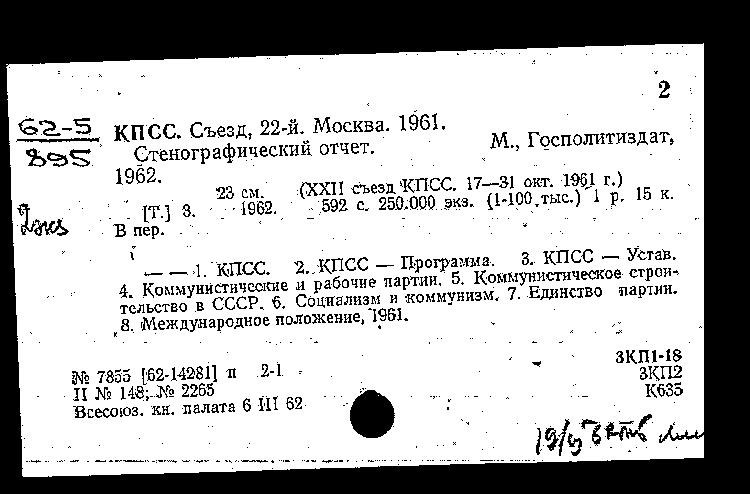 2
62-5
895
КПСС. Съезд, 22-й. Москва. 1961.
Стенографический отчет. М., Госполитиздат,
1962.
23 см. (XXII съезд КПСС. 17—31 окт. 1961 г.)
[Т.] 3. 1962. 592 с. 250.000 экз. (1-100.тыс.) 1 р. 15 к.
В пер.
— — 1. КПСС. 2. КПСС — Программа. 3. КПСС — Устав.
4. Коммунистические и рабочие партии. 5. Коммунистическое строи-
тельство в СССР. 6. Социализм и коммунизм. 7. Единство партии.
8. Международное положение, 1961.
№ 7855 [62-14281] п 2-1
II № 148; № 2265
Всесоюз. кн. палата 6 III 62
3КП1-18
3КП2
К635